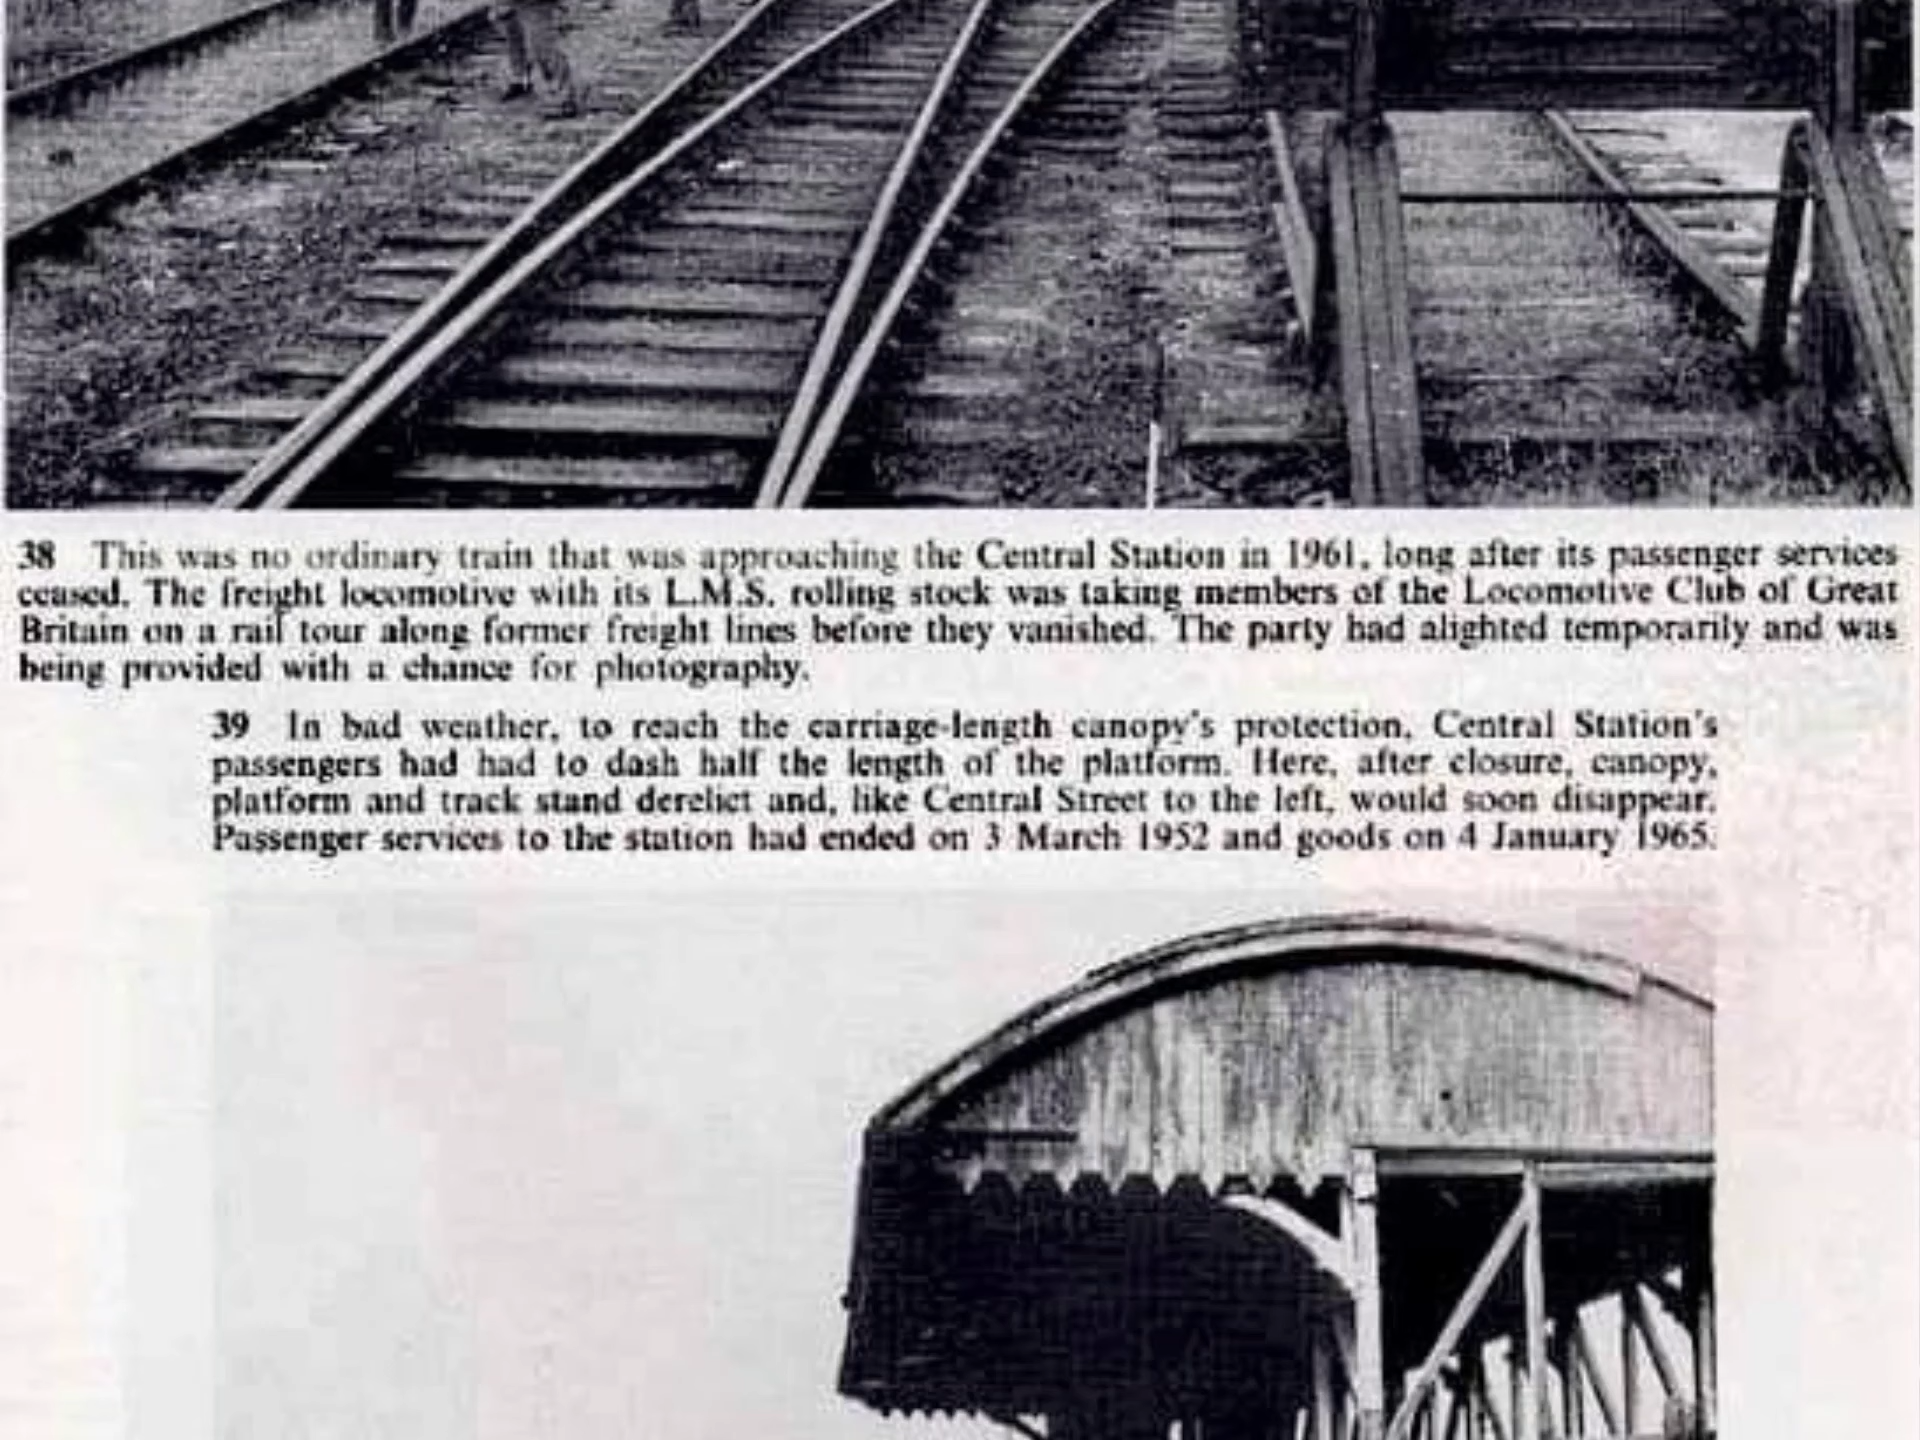 38 This was no ordinary train that was approaching the Central Station in 1961, long after its passenger services
ceased. The freight locomotive with its L.M.S. rolling stock was taking members of the Locomotive Club of Great
Britain on a rail tour along former freight lines before they vanished. The party had alighted temporarily and was
being provided with a chance for photography.
39 In bad weather, to reach the carriage-length canopy's protection, Central Station's
passengers had had to dash half the length of the platform. Here, after closure, canopy,
platform and track stand derelict and, like Central Street to the left, would soon disappear.
Passenger services to the station had ended on 3 March 1952 and goods on 4 January 1965.